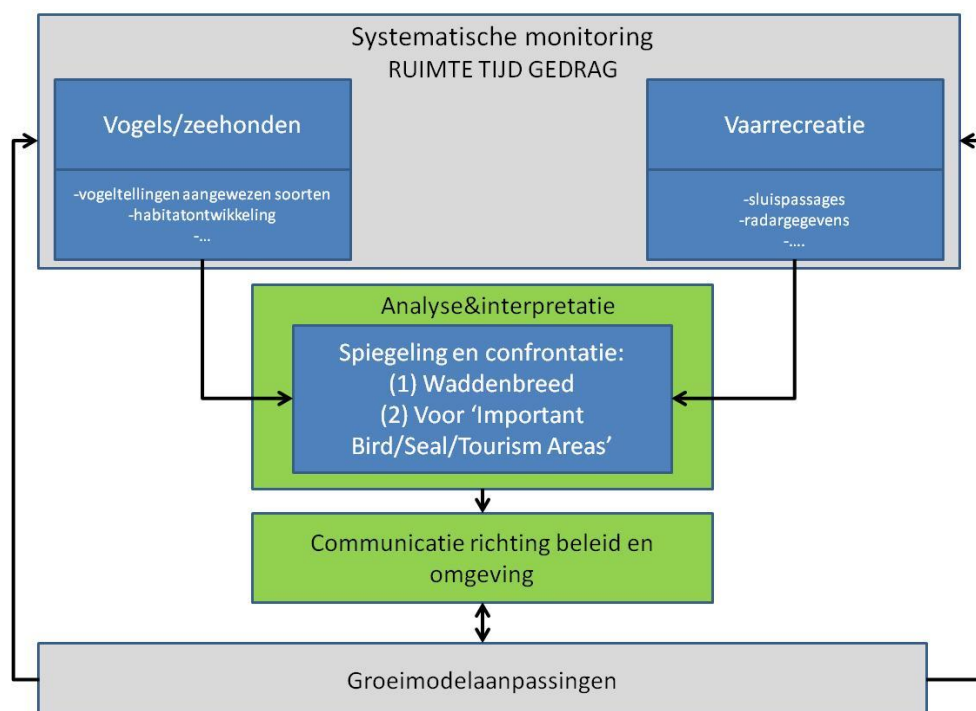 Systematische monitoring
RUIMTE TIJD GEDRAG
Vogels/zeehonden
-vogeltellingen aangewezen soorten
-habitatontwikkeling
-...
Vaarrecreatie
-sluispassages
-radargegevens
-....
Analyse&interpretatie
Spiegeling en confrontatie:
(1) Waddenbreed
(2) Voor ‘Important
Bird/Seal/Tourism Areas’
Communicatie richting beleid en
omgeving
Groeimodelaanpassingen